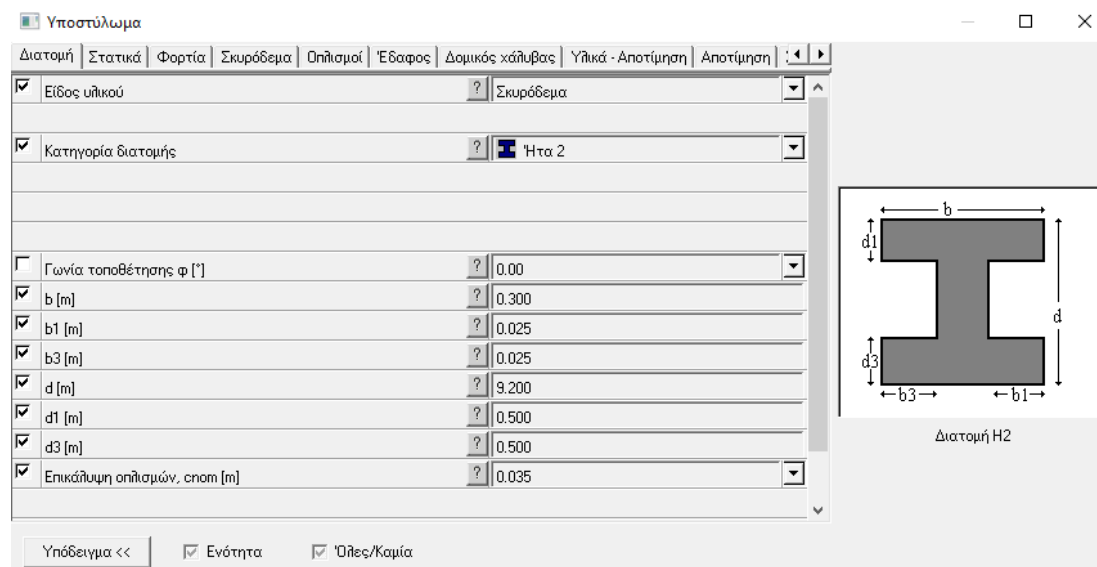 Υποστύλωμα
Διατομή Στατικά Φορτία Σκυρόδεμα Οπλισμοί Έδαφος Δομικός χάλυβας Υλικά - Αποτίμηση Αποτίμηση
Είδος υλικού ? Σκυρόδεμα
Κατηγορία διατομής ? Ήτα 2
Γωνία τοποθέτησης φ [°] ? 0.00
b [m] ? 0.300
b1 [m] ? 0.025
b3 [m] ? 0.025
d [m] ? 9.200
d1 [m] ? 0.500
d3 [m] ? 0.500
Επικάλυψη οπλισμών, cnom [m] ? 0.035
b
d1
d
d3
b3 b1
Διατομή H2
Υπόδειγμα << Ενότητα Όλες/Καμία